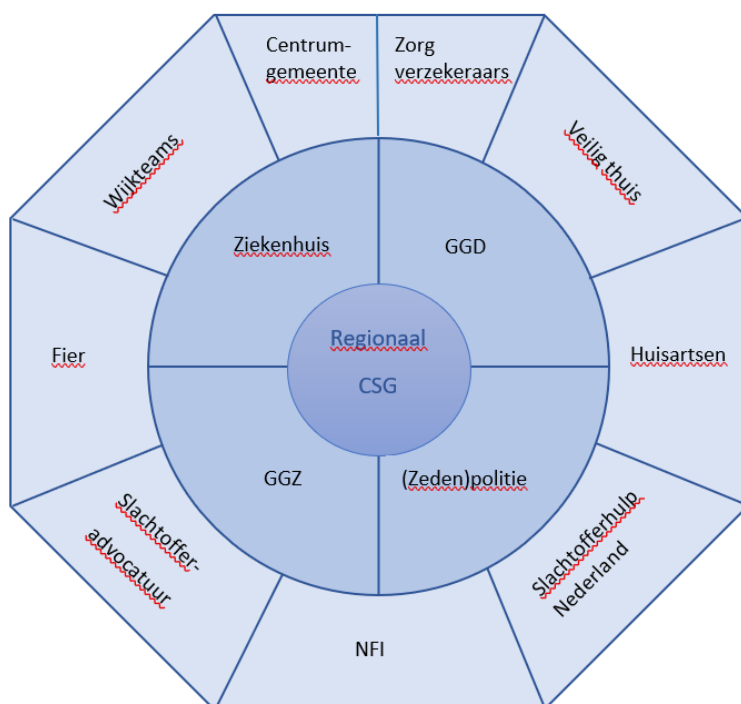 Centrum-
gemeente
Zorg
verzekeraars
Wijkteams
Veilig thuis
Ziekenhuis
GGD
Regionaal
CSG
Fier
Huisartsen
GGZ
(Zeden)politie
Slachtoffer-
advocatuur
Slachtofferhulp
Nederland
NFI